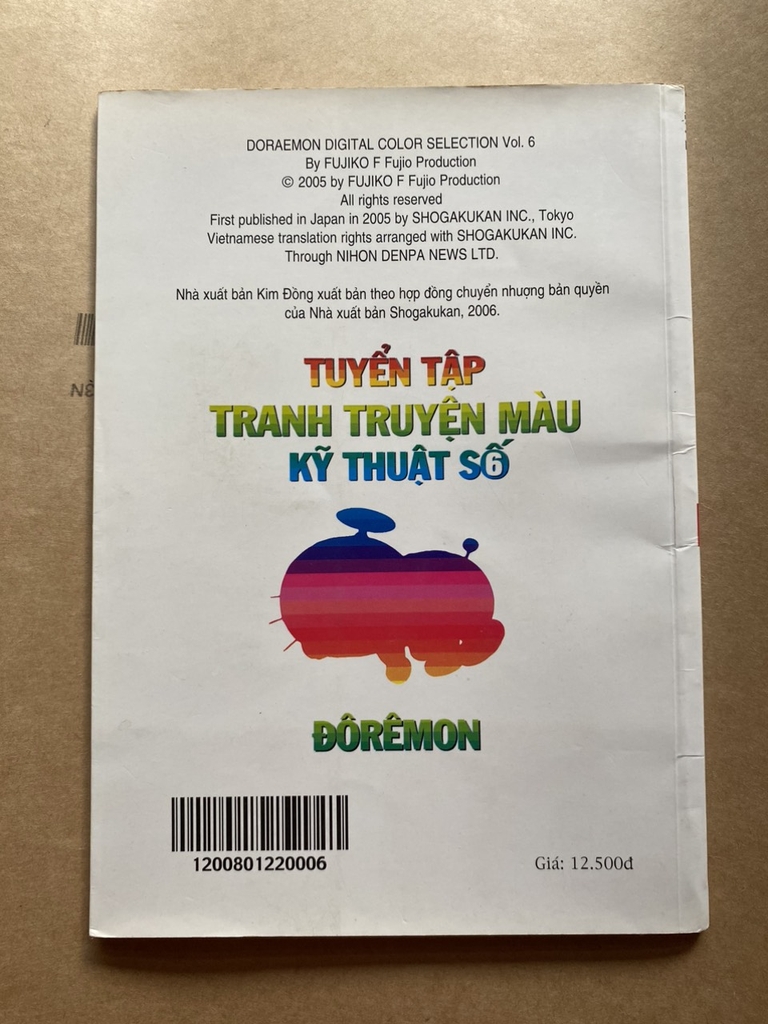 DORAEMON DIGITAL COLOR SELECTION Vol. 6
By FUJIKO F Fujio Production
© 2005 by FUJIKO F Fujio Production
All rights reserved
First published in Japan in 2005 by SHOGAKUKAN INC., Tokyo
Vietnamese translation rights arranged with SHOGAKUKAN INC.
Through NIHON DENPA NEWS LTD.
Nhà xuất bản Kim Đồng xuất bản theo hợp đồng chuyển nhượng bản quyền
của Nhà xuất bản Shogakukan, 2006.
TUYỂN TẬP
TRANH TRUYỆN MÀU
KỸ THUẬT SỐ 6
ĐÔRÊMON
1200801220006
Giá: 12.500đ